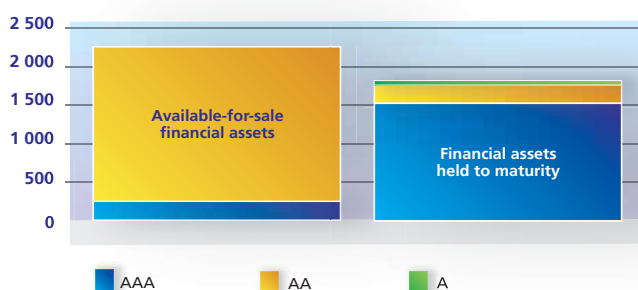 2 500
2 000
1 500
1 000
500
0
Available-for-sale
financial assets
Financial assets
held to maturity
AAA
AA
A